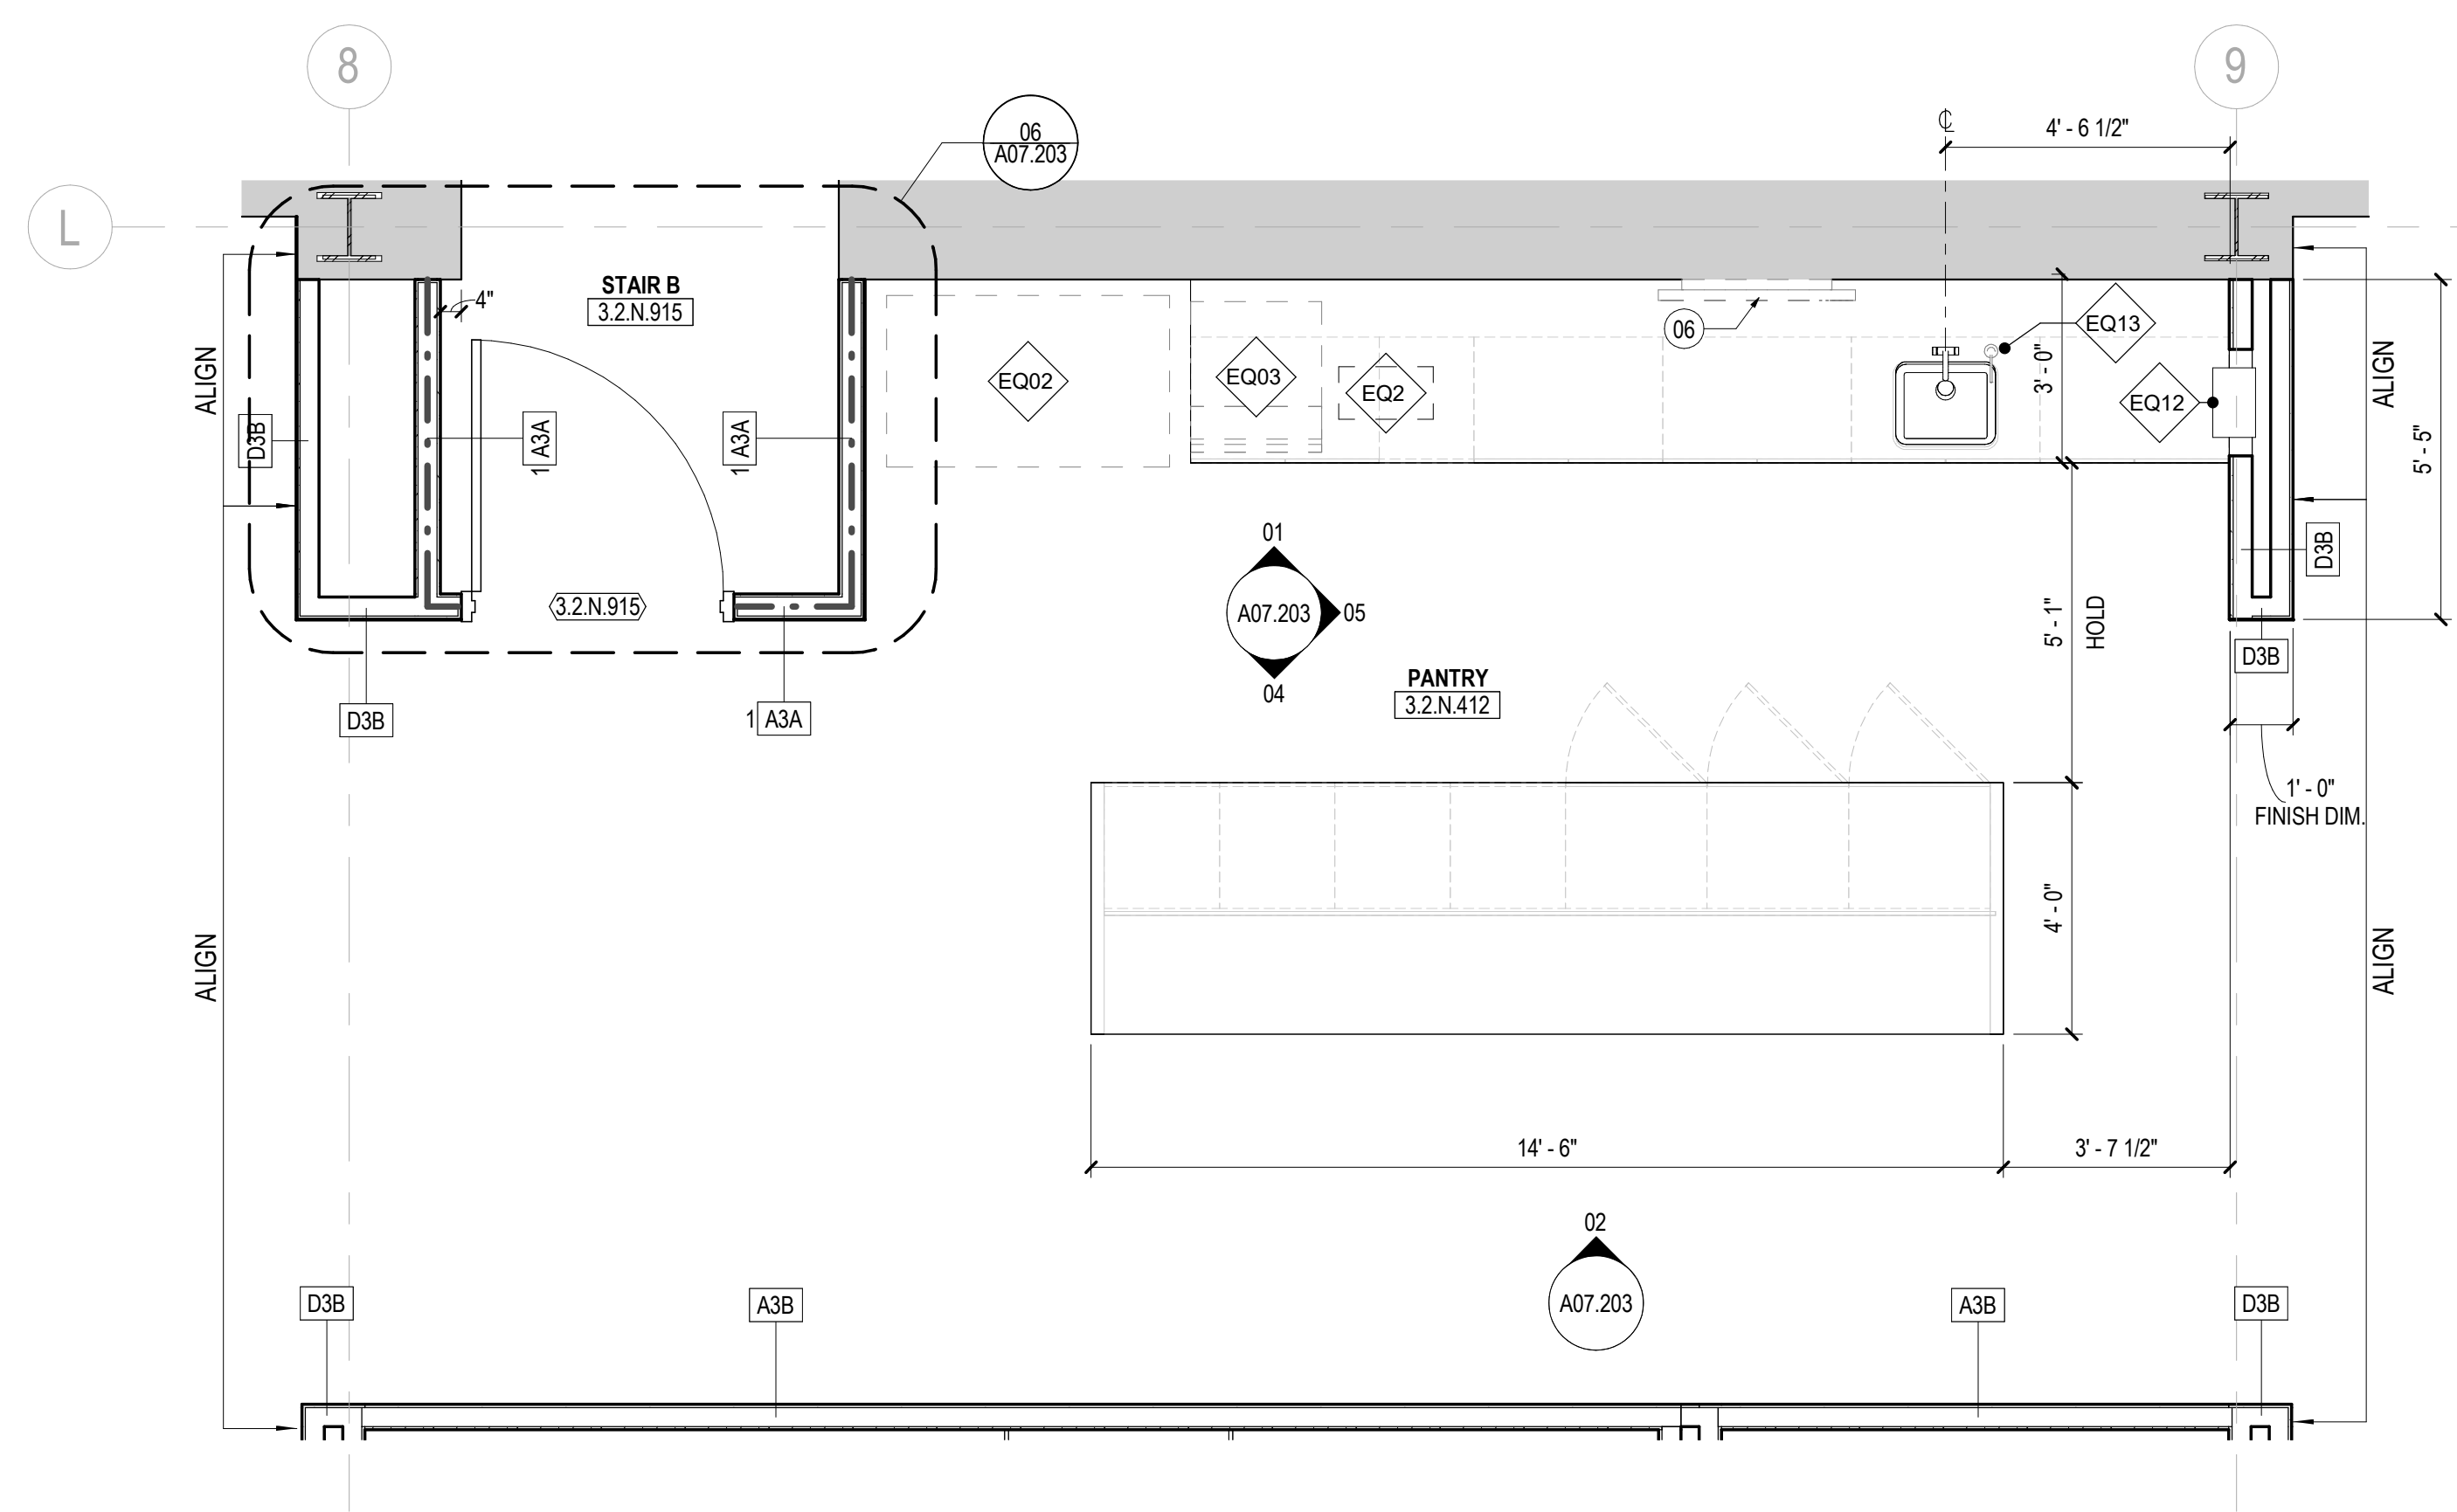 8
9
06
A07.203
℄
4' - 6 1/2"
L
STAIR B
3.2.N.915
4"
EQ13
06
EQ02
EQ03
EQ2
EQ12
3' - 0"
ALIGN
ALIGN
D3B
1 A3A
1 A3A
5' - 5"
D3B
01
A07.203
05
04
3.2.N.915
5' - 1"
HOLD
D3B
PANTRY
3.2.N.412
D3B
1 A3A
1' - 0"
FINISH DIM.
4' - 0"
ALIGN
ALIGN
14' - 6"
3' - 7 1/2"
02
A07.203
D3B
A3B
A3B
D3B